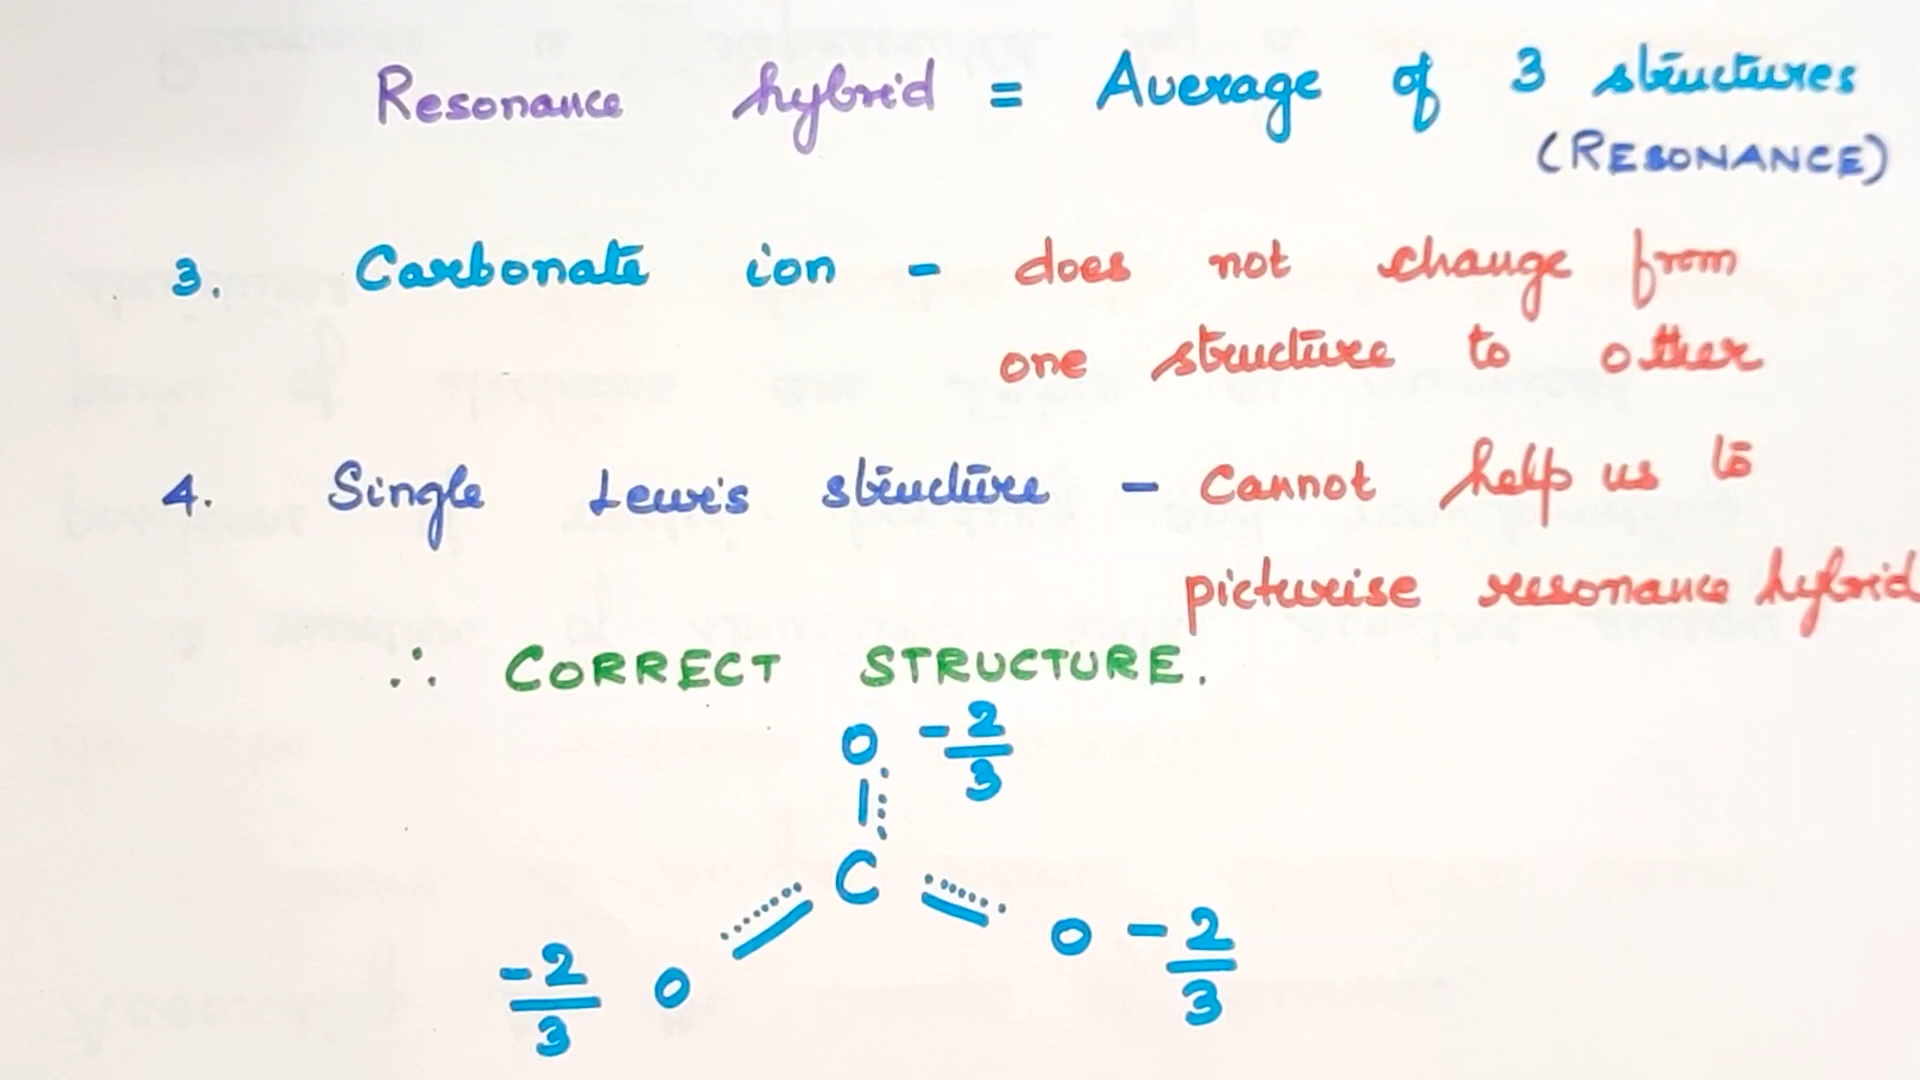 Resonance hybrid = Average of 3 structures
(RESONANCE)
3. Carbonate ion - does not change from
one structure to other
4. Single Lewis structure - Cannot help us to
picturise resonance hybrid
∴ CORRECT STRUCTURE.
O -2/3
C
O -2/3
-2/3 O